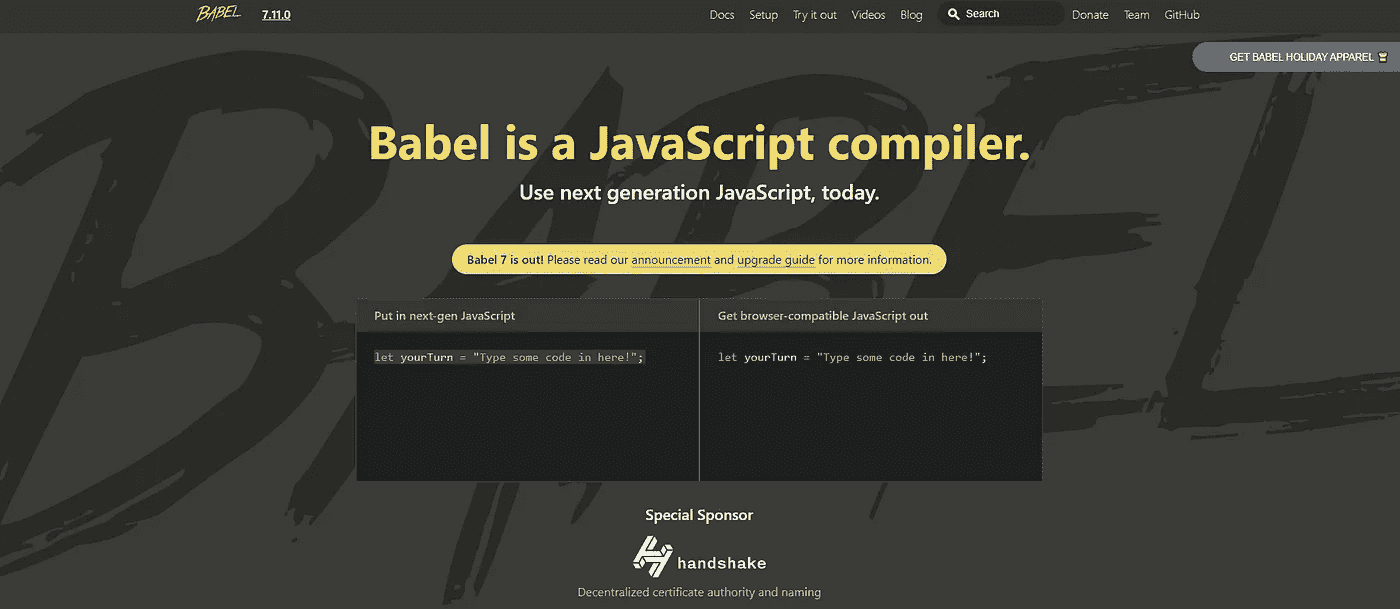 BABEL 7.11.0 Docs Setup Try it out Videos Blog Search Donate Team GitHub
GET BABEL HOLIDAY APPAREL
BABEL
Babel is a JavaScript compiler.
Use next generation JavaScript, today.
Babel 7 is out! Please read our announcement and upgrade guide for more information.
Put in next-gen JavaScript
Get browser-compatible JavaScript out
let yourTurn = "Type some code in here!";
let yourTurn = "Type some code in here!";
Special Sponsor
handshake
Decentralized certificate authority and naming